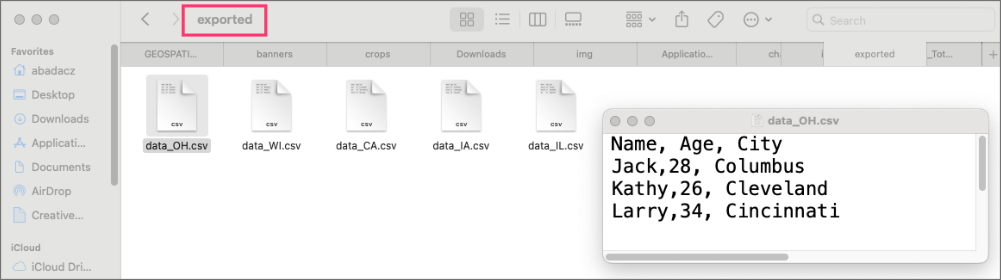 exported
Search
GEOSPATI...
banners
crops
Downloads
img
Applicatio...
exported
_Tot...
Favorites
abadacz
Desktop
Downloads
Applicati...
Documents
AirDrop
Creative...
iCloud
iCloud Dri...
CSV
CSV
CSV
CSV
CSV
data_OH.csv
data_WI.csv
data_CA.csv
data_IA.csv
data_IL.csv
data_OH.csv
Name, Age, City
Jack,28, Columbus
Kathy,26, Cleveland
Larry,34, Cincinnati